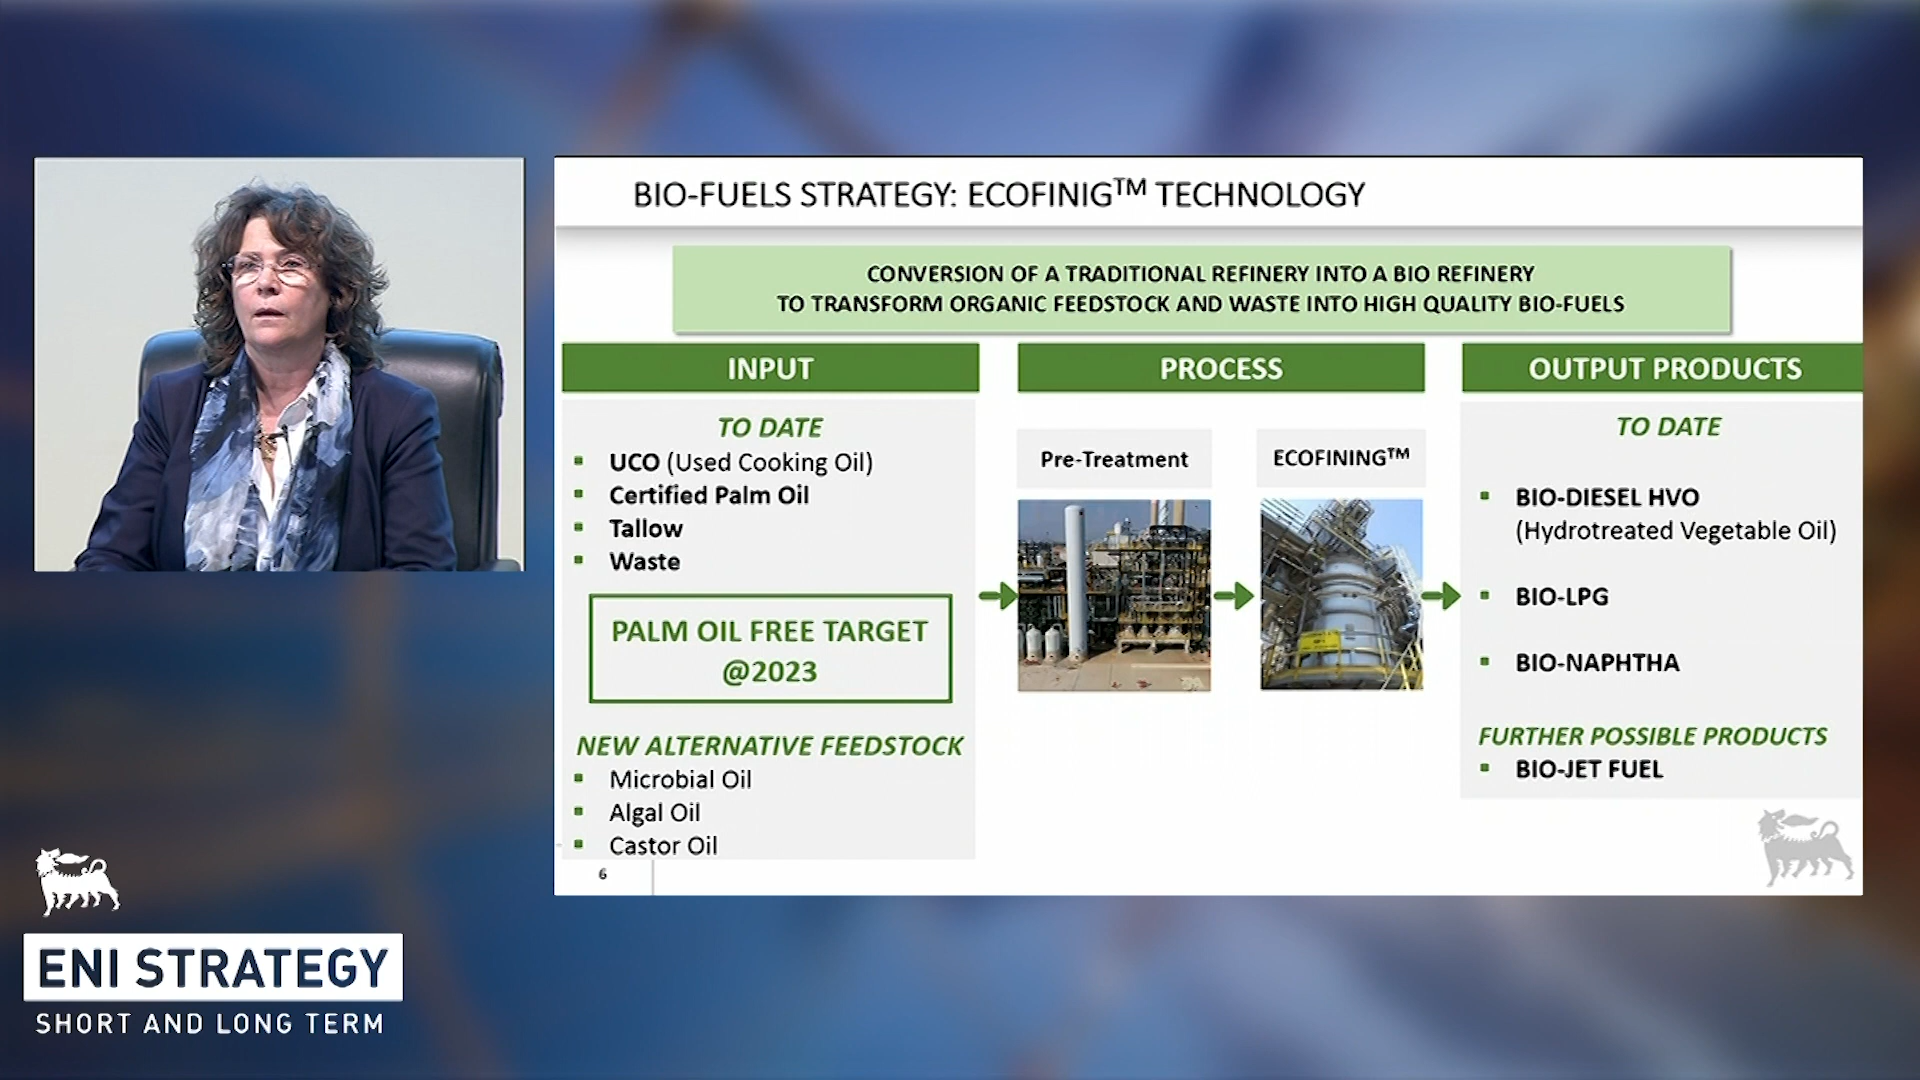 BIO-FUELS STRATEGY: ECOFINIG™ TECHNOLOGY
CONVERSION OF A TRADITIONAL REFINERY INTO A BIO REFINERY
TO TRANSFORM ORGANIC FEEDSTOCK AND WASTE INTO HIGH QUALITY BIO-FUELS
INPUT
TO DATE
▪ UCO (Used Cooking Oil)
▪ Certified Palm Oil
▪ Tallow
▪ Waste
PALM OIL FREE TARGET
@2023
NEW ALTERNATIVE FEEDSTOCK
▪ Microbial Oil
▪ Algal Oil
▪ Castor Oil
PROCESS
Pre-Treatment
ECOFINING™
OUTPUT PRODUCTS
TO DATE
▪ BIO-DIESEL HVO
(Hydrotreated Vegetable Oil)
▪ BIO-LPG
▪ BIO-NAPHTHA
FURTHER POSSIBLE PRODUCTS
▪ BIO-JET FUEL
6
ENI STRATEGY
SHORT AND LONG TERM